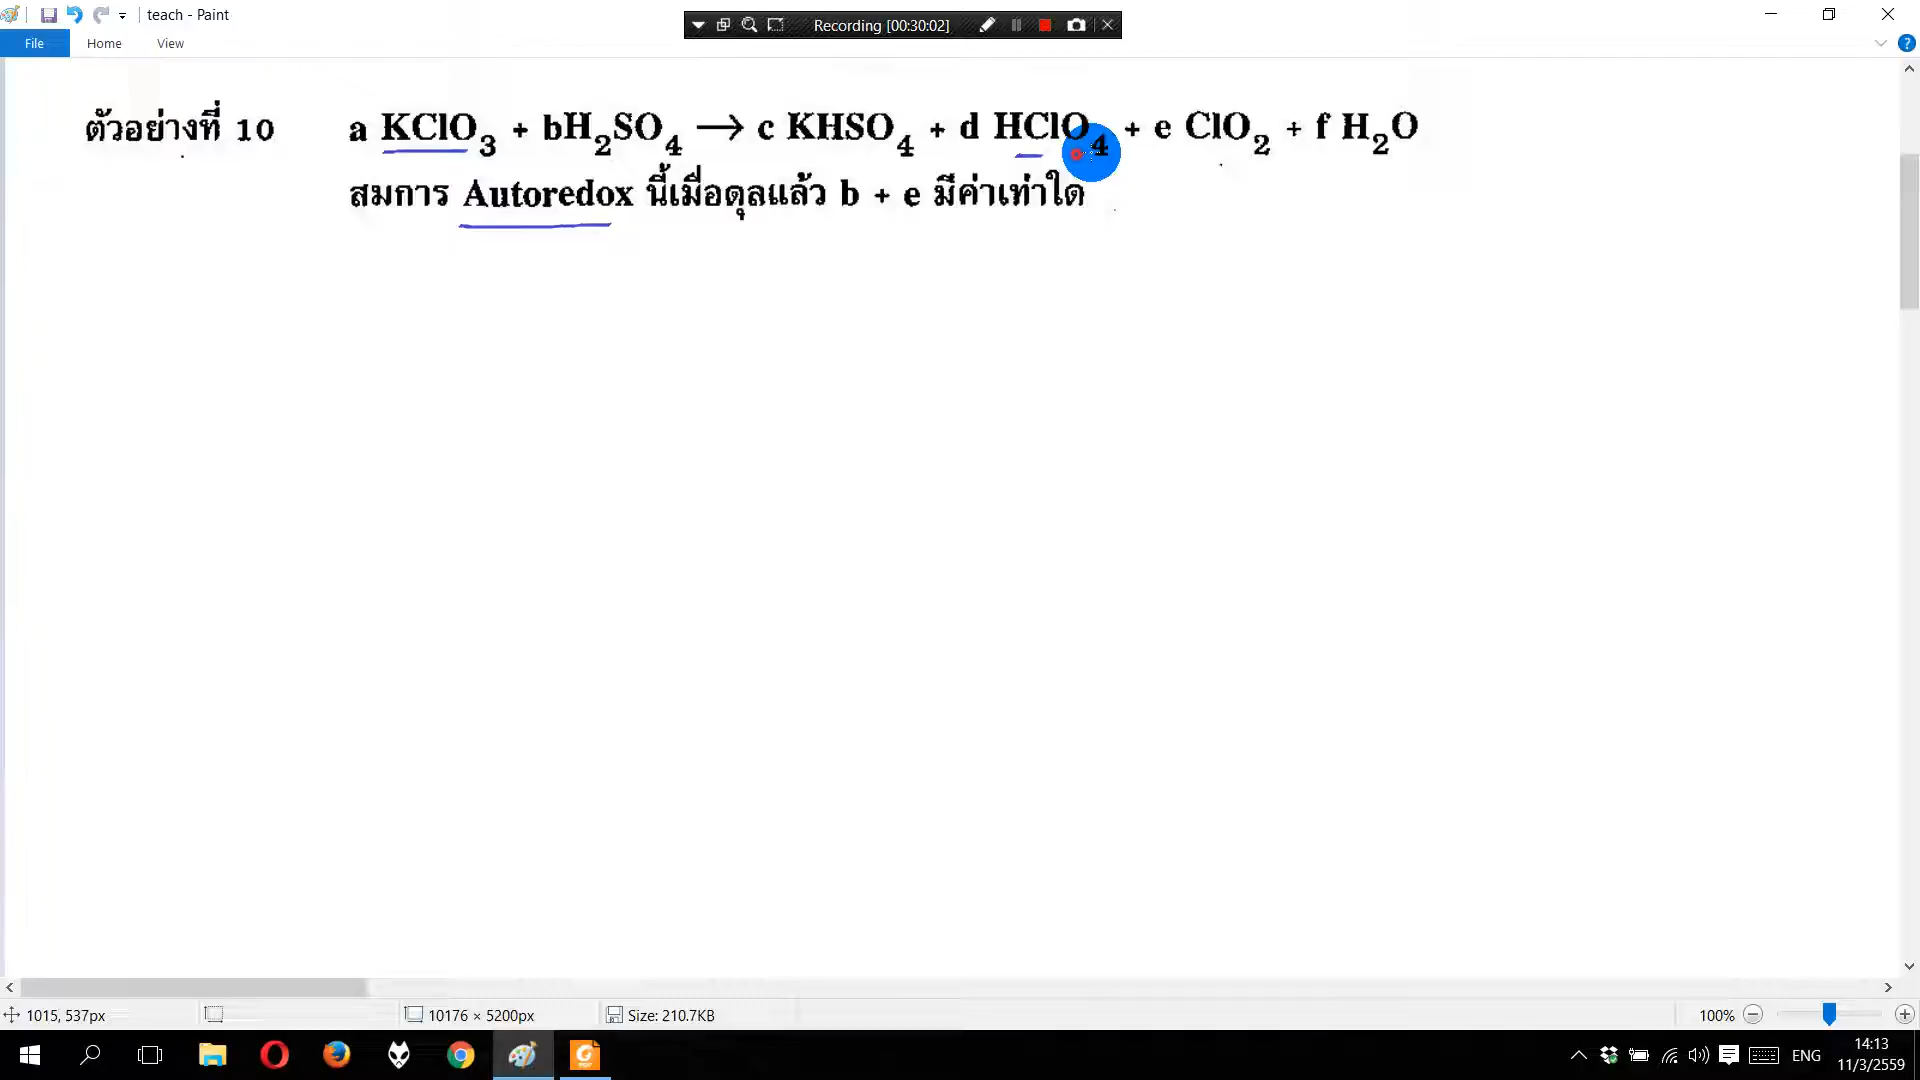 teach - Paint
Recording [00:30:02]
File Home View
ตัวอย่างที่ 10 a KClO3 + bH2SO4 → c KHSO4 + d HClO4 + e ClO2 + f H2O
สมการ Autoredox นี้เมื่อดุลแล้ว b + e มีค่าเท่าใด
1015, 537px 10176 × 5200px Size: 210.7KB 100%
ENG 14:13
11/3/2559